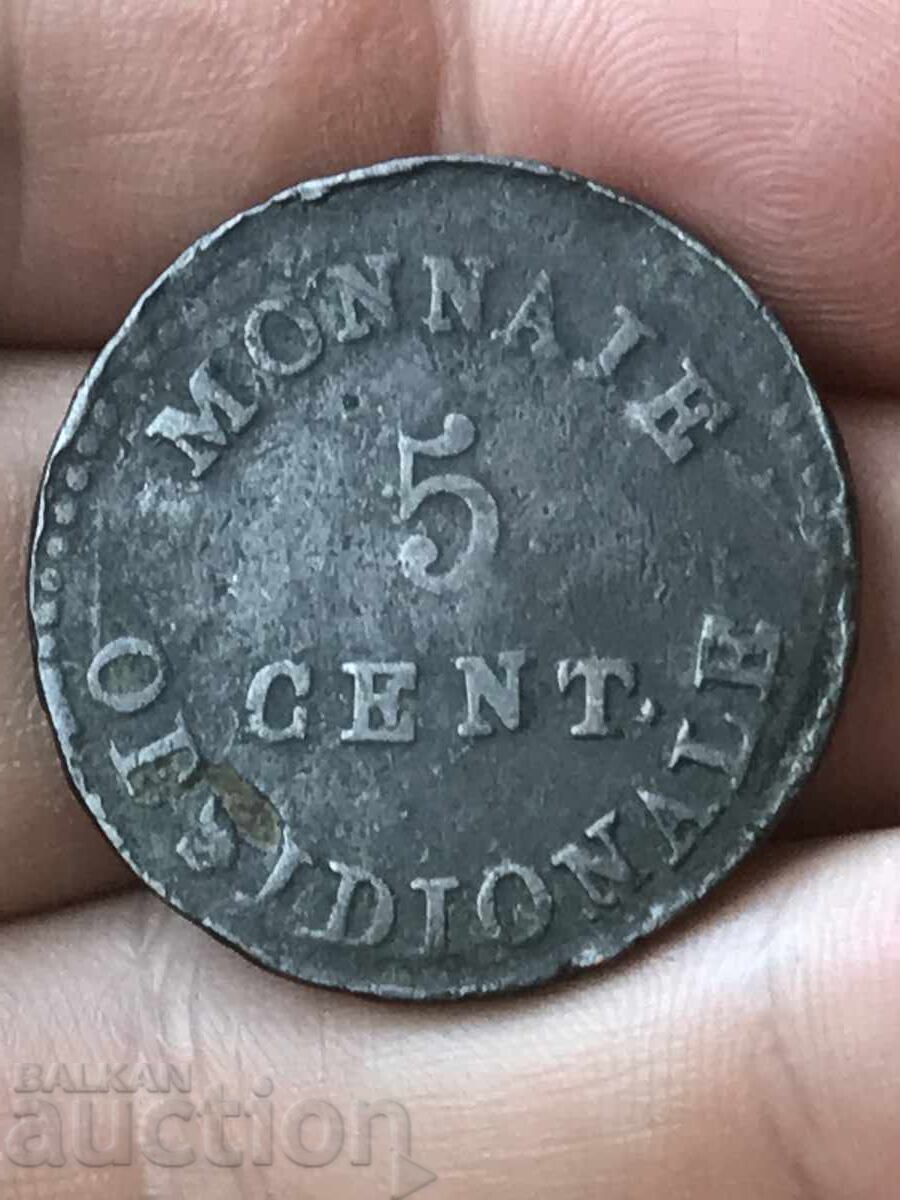 MONNAIE
5
CENT.
OBSIDIONALE
BALKAN
auction